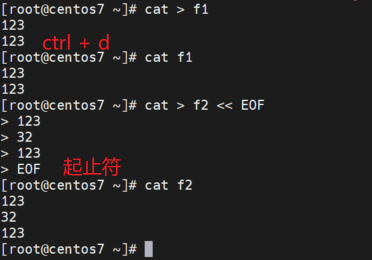 [root@centos7 ~]# cat > f1
123
123 ctrl + d
[root@centos7 ~]# cat f1
123
123
[root@centos7 ~]# cat > f2 << EOF
> 123
> 32
> 123
> EOF 起止符
[root@centos7 ~]# cat f2
123
32
123
[root@centos7 ~]#